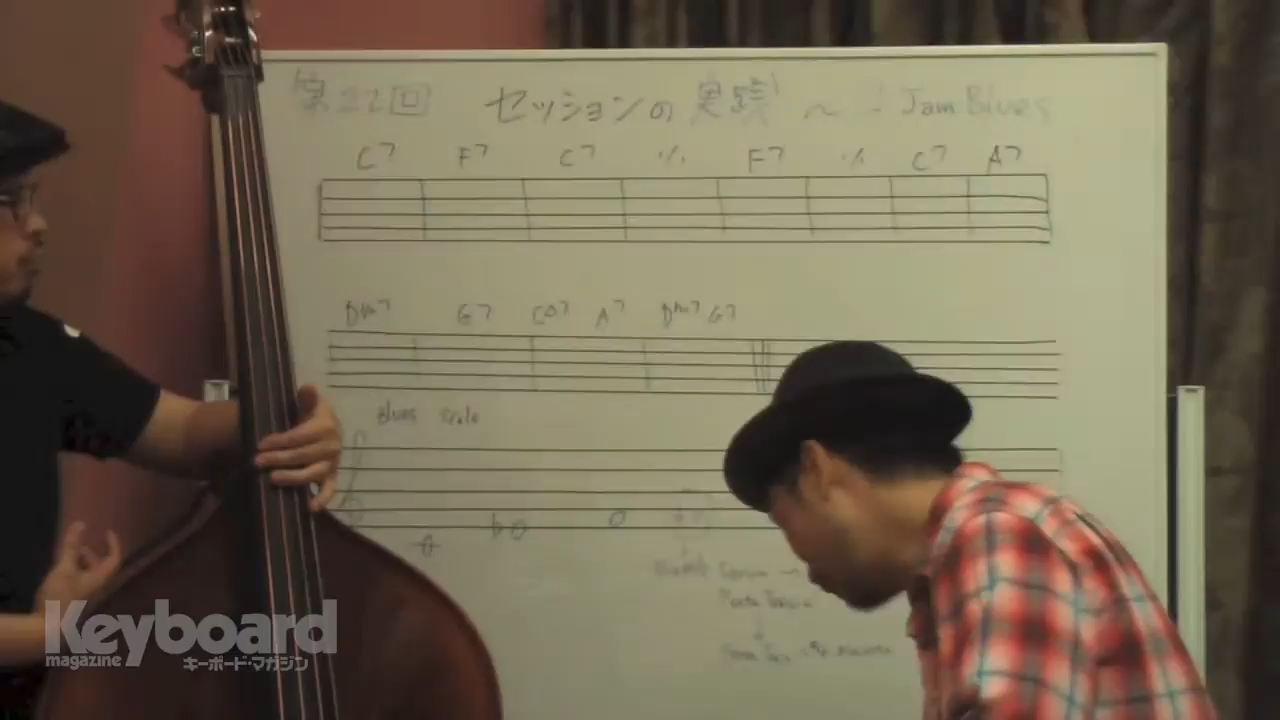 第22回 セッションの実践 〜 Jam Blues
C7 F7 C7 ٪ F7 ٪ C7 A7
Dm7 G7 C△7 A7 Dm7 G7
Blues Scale
Keyboard
magazine キーボード・マガジン